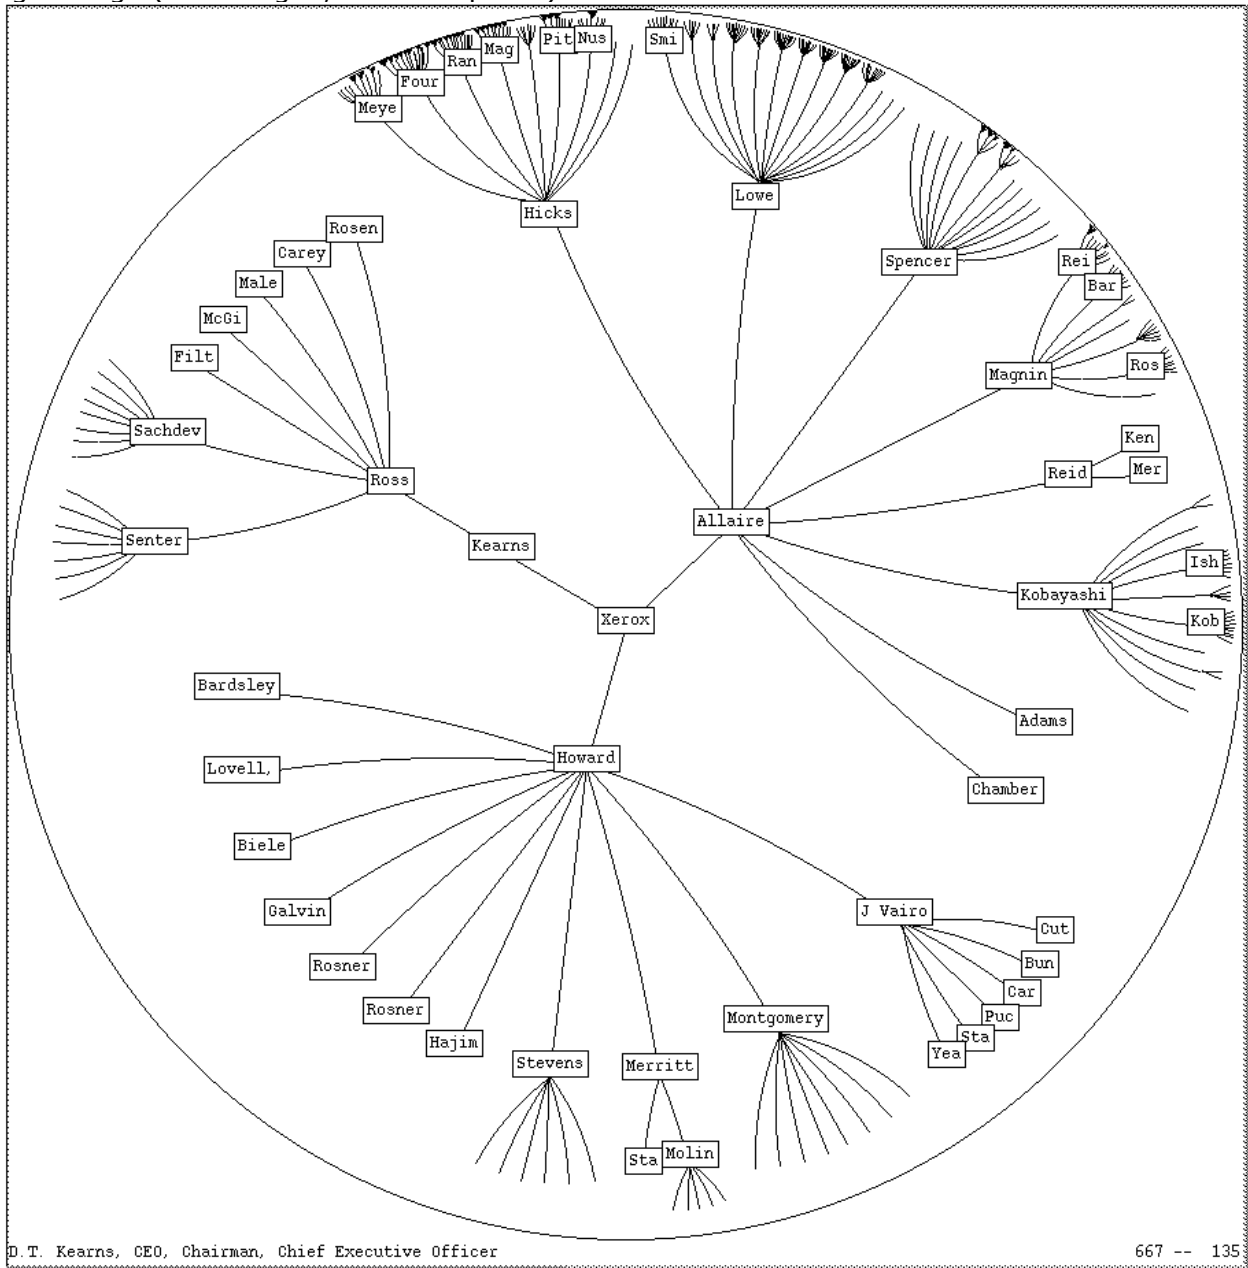 Pit
Nus
Smi
Mag
Ran
Four
Meye
Lowe
Hicks
Rosen
Carey
Spencer
Rei
Male
Bar
McGi
Filt
Ros
Magnin
Sachdev
Ken
Reid
Mer
Ross
Allaire
Senter
Kearns
Ish
Kobayashi
Xerox
Kob
Bardsley
Adams
Howard
Lovell,
Chamber
Biele
Galvin
J Vairo
Cut
Rosner
Bun
Car
Rosner
Montgomery
Puc
Hajim
Sta
Yea
Stevens
Merritt
Sta
Molin
D.T. Kearns, CEO, Chairman, Chief Executive Officer
667 -- 135